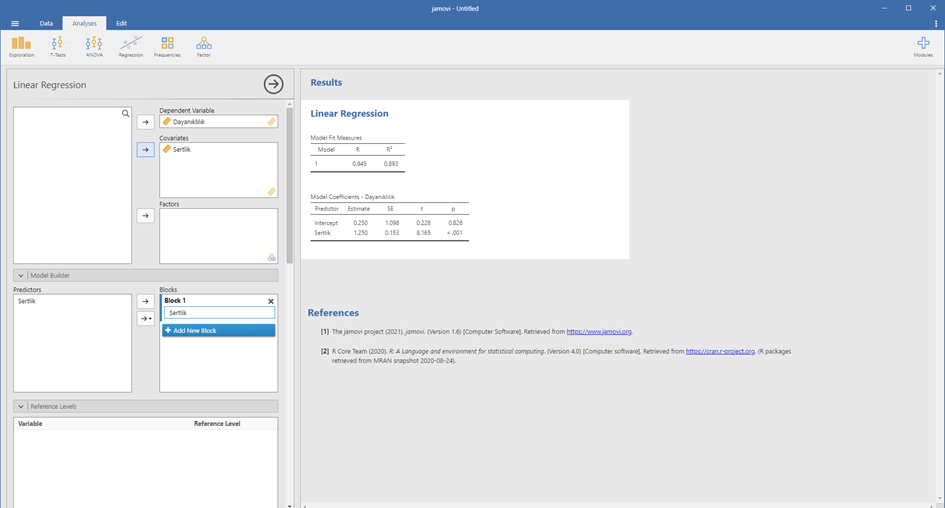 jamovi - Untitled
Data Analyses Edit
Exploration T-Tests ANOVA Regression Frequencies Factor Modules
Linear Regression
Dependent Variable
Dayanıklılık
Covariates
Sertlik
Factors
Model Builder
Predictors Blocks
Sertlik
Block 1
Sertlik
Add New Block
Reference Levels
Variable Reference Level
Results
Linear Regression
Model Fit Measures
Model R R²
1 0.945 0.893
Model Coefficients - Dayanıklılık
Predictor Estimate SE t p
Intercept 0.250 1.098 0.228 0.826
Sertlik 1.250 0.153 8.165 < .001
References
[1] The jamovi project (2021). jamovi. (Version 1.6) [Computer Software]. Retrieved from https://www.jamovi.org.
[2] R Core Team (2020). R: A Language and environment for statistical computing. (Version 4.0) [Computer software]. Retrieved from https://cran.r-project.org. (R packages
retrieved from MRAN snapshot 2020-08-24).